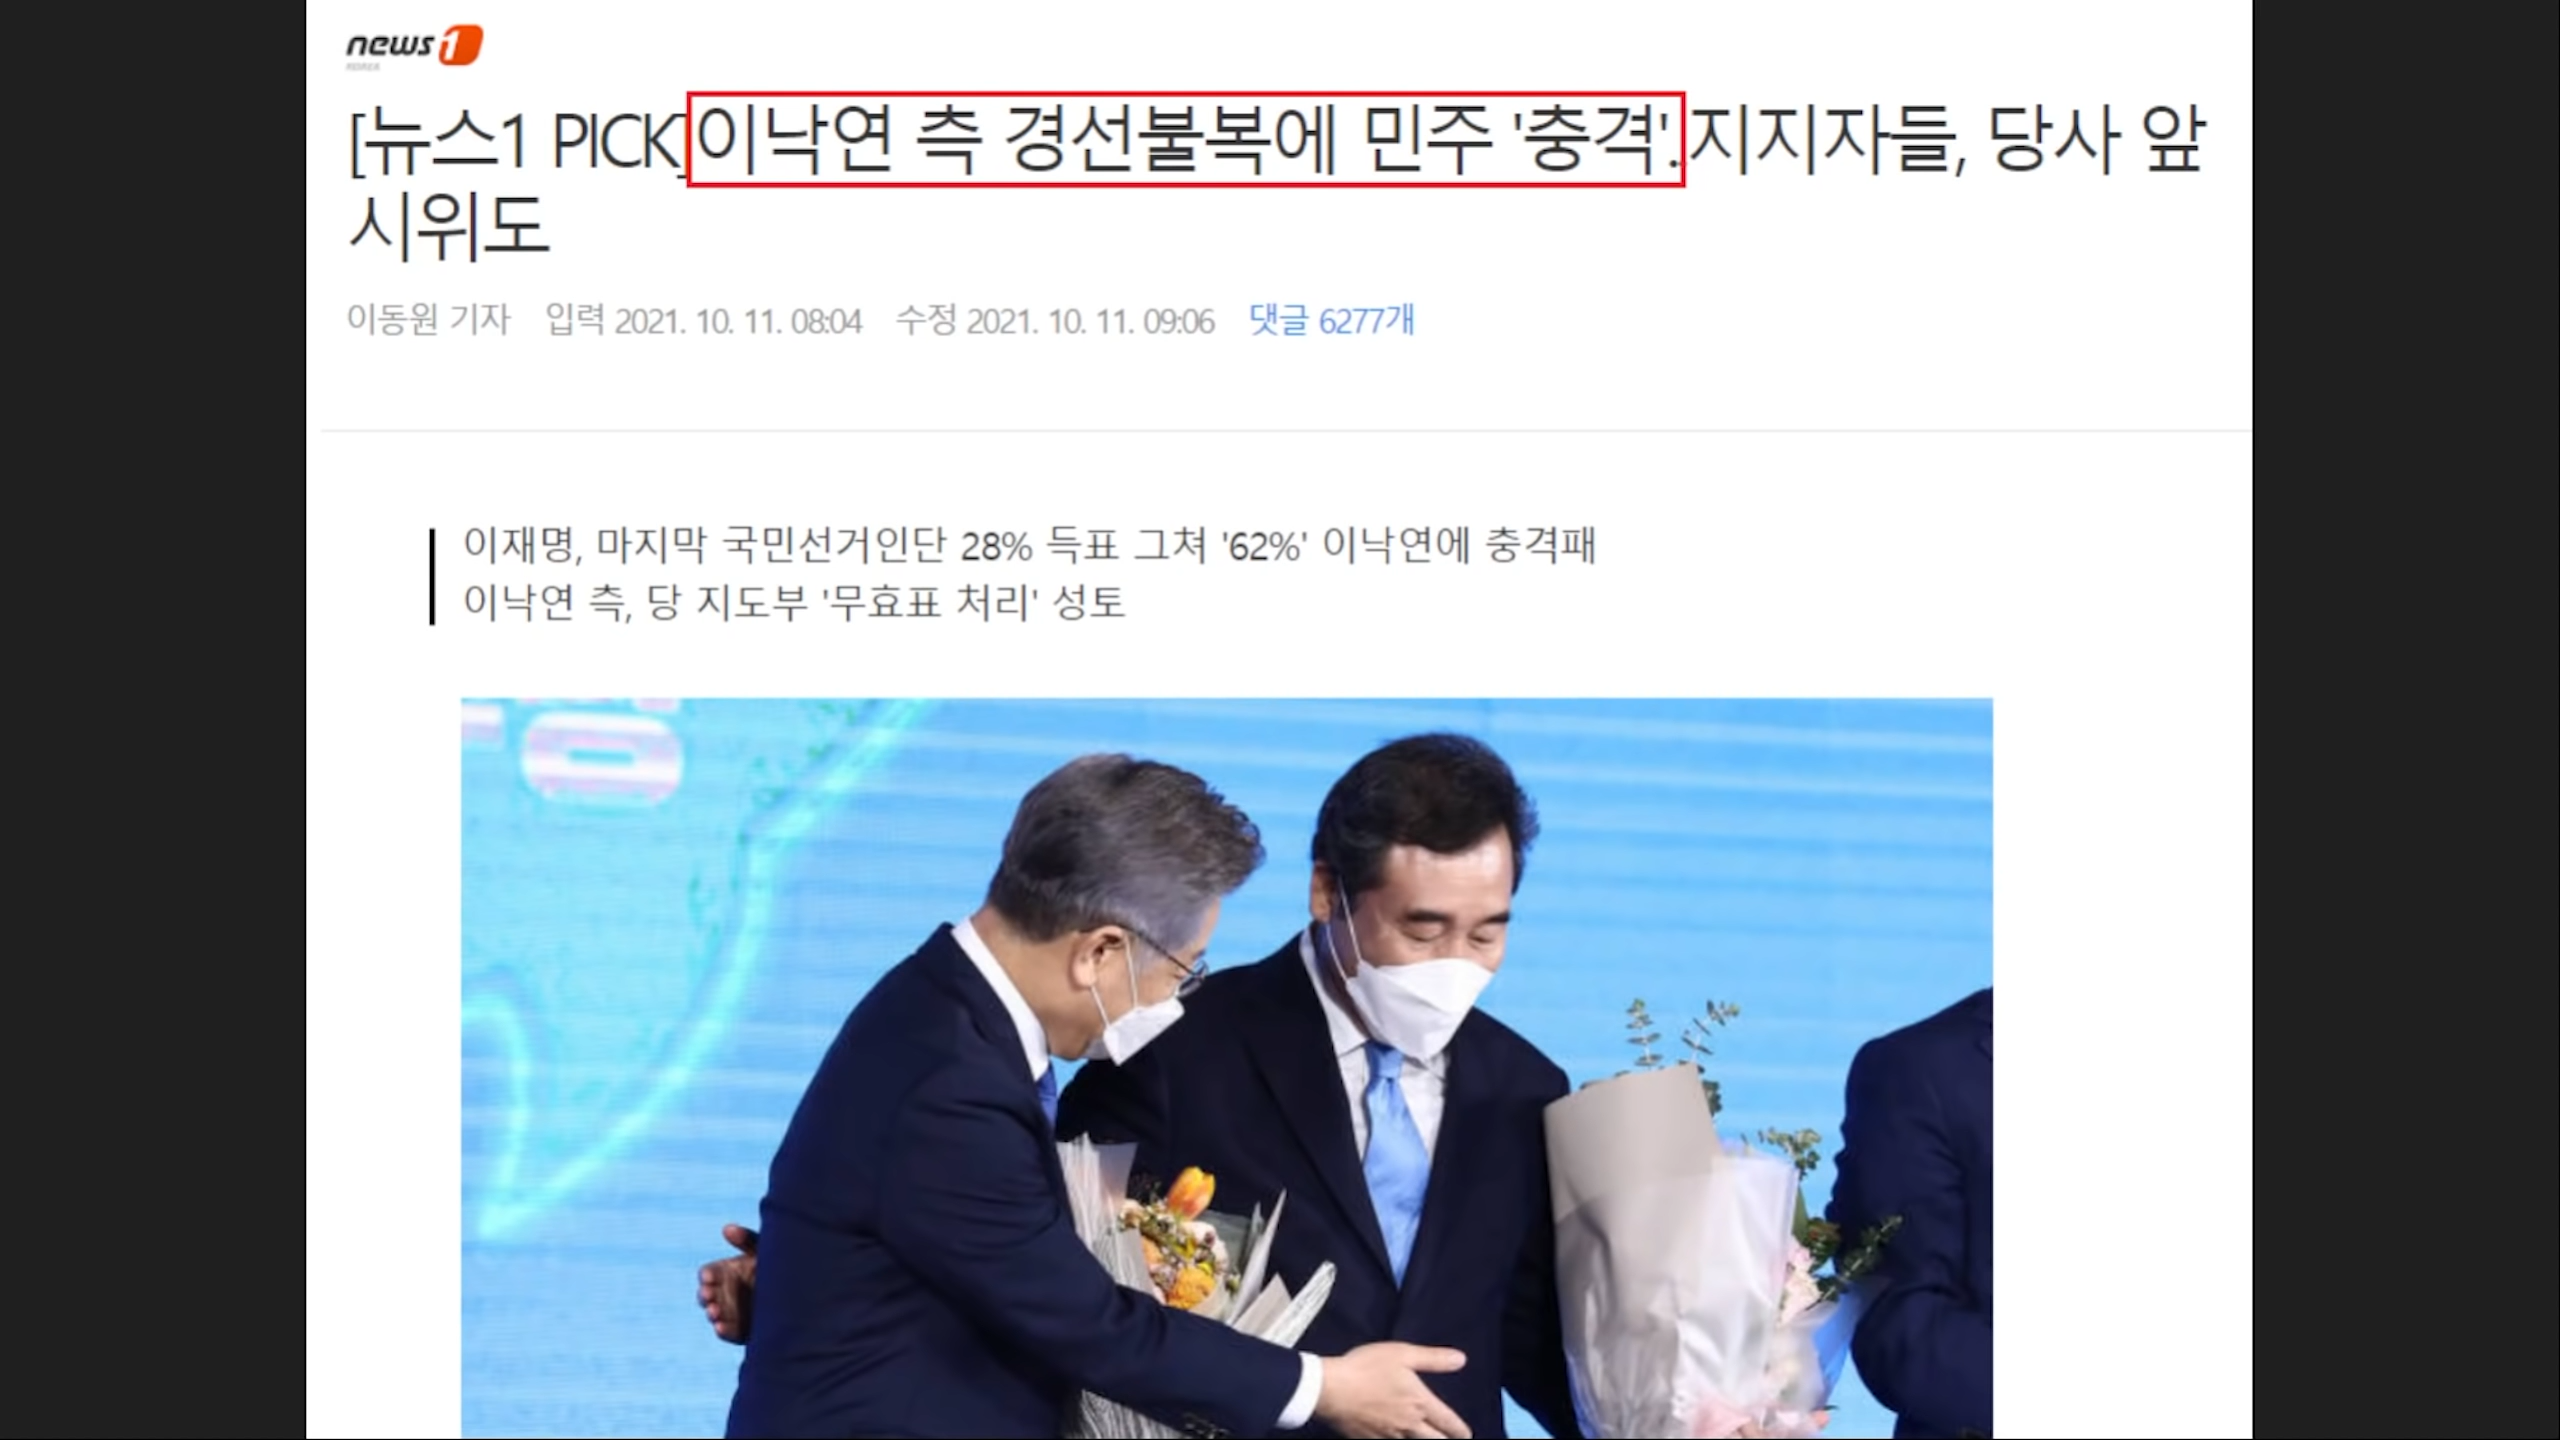 news1
KOREA
[뉴스1 PICK]이낙연 측 경선불복에 민주 '충격'..지지자들, 당사 앞
시위도
이동원 기자 입력 2021. 10. 11. 08:04 수정 2021. 10. 11. 09:06 댓글 6277개
이재명, 마지막 국민선거인단 28% 득표 그쳐 '62%' 이낙연에 충격패
이낙연 측, 당 지도부 '무효표 처리' 성토